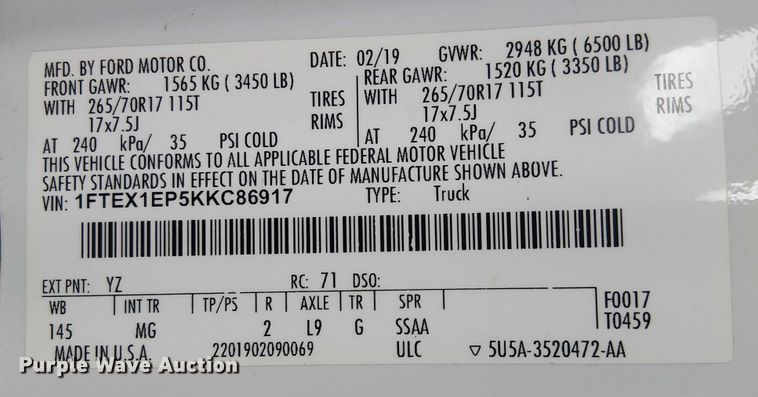 MFD. BY FORD MOTOR CO. DATE: 02/19 GVWR: 2948 KG ( 6500 LB)
FRONT GAWR: 1565 KG ( 3450 LB) REAR GAWR: 1520 KG ( 3350 LB)
WITH 265/70R17 115T TIRES WITH 265/70R17 115T TIRES
17x7.5J RIMS 17x7.5J RIMS
AT 240 kPa/ 35 PSI COLD AT 240 kPa/ 35 PSI COLD
THIS VEHICLE CONFORMS TO ALL APPLICABLE FEDERAL MOTOR VEHICLE
SAFETY STANDARDS IN EFFECT ON THE DATE OF MANUFACTURE SHOWN ABOVE.
VIN: 1FTEX1EP5KKC86917 TYPE: Truck
EXT PNT: YZ RC: 71 DSO:
WB INT TR TP/PS R AXLE TR SPR F0017
145 MG 2 L9 G SSAA T0459
MADE IN U.S.A. 2201902090069 ULC ▽ 5U5A-3520472-AA
Purple Wave Auction